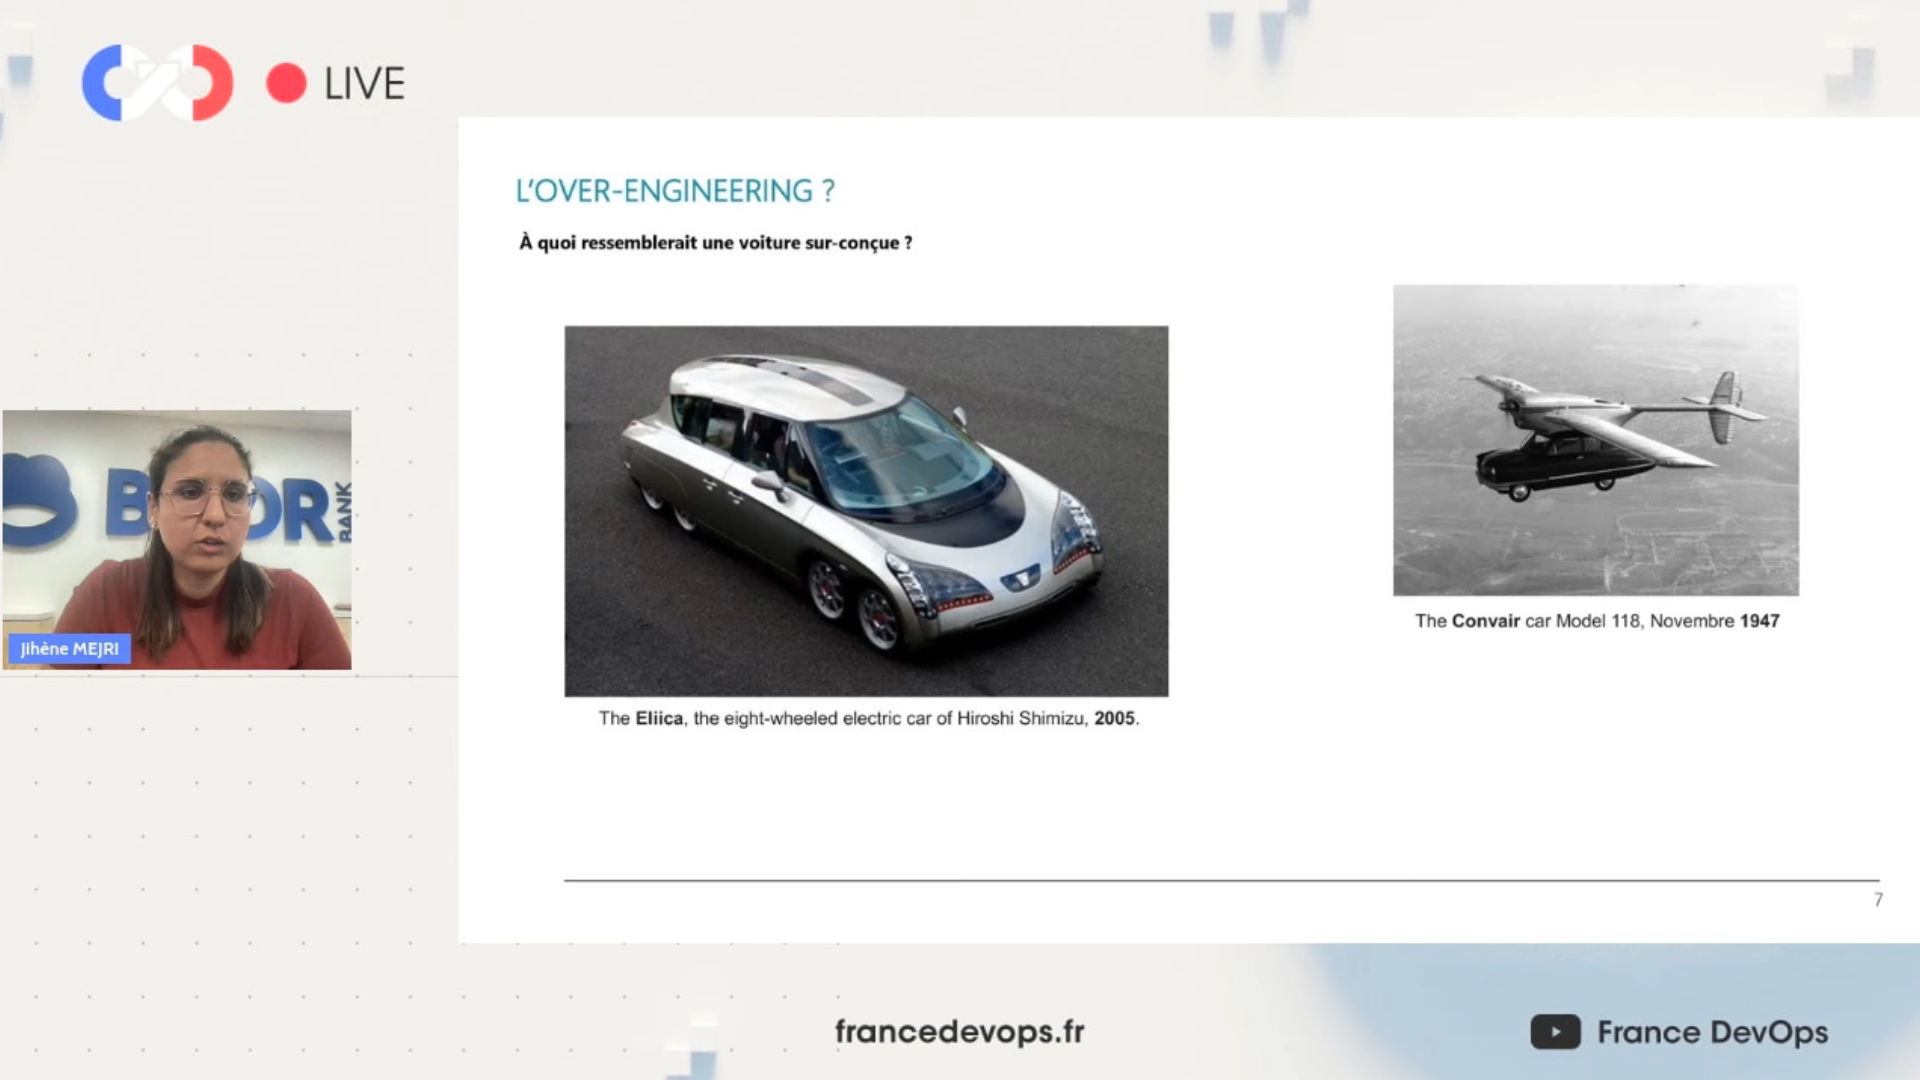 LIVE
L'OVER-ENGINEERING ?
À quoi ressemblerait une voiture sur-conçue ?
The Eliica, the eight-wheeled electric car of Hiroshi Shimizu, 2005.
The Convair car Model 118, Novembre 1947
BANK
Jihène MEJRI
7
francedevops.fr
France DevOps